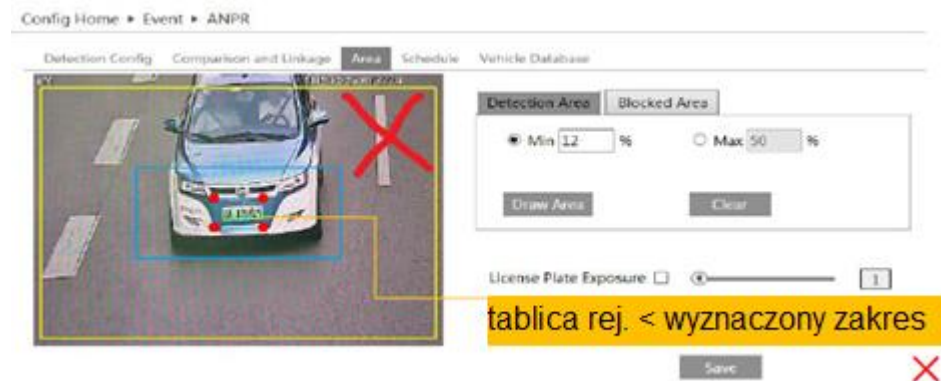 Config Home ▸ Event ▸ ANPR
Detection Config Comparison and Linkage Area Schedule Vehicle Database
Detection Area Blocked Area
Min 12 % Max 50 %
Draw Area Clear
License Plate Exposure 1
tablica rej. < wyznaczony zakres
Save